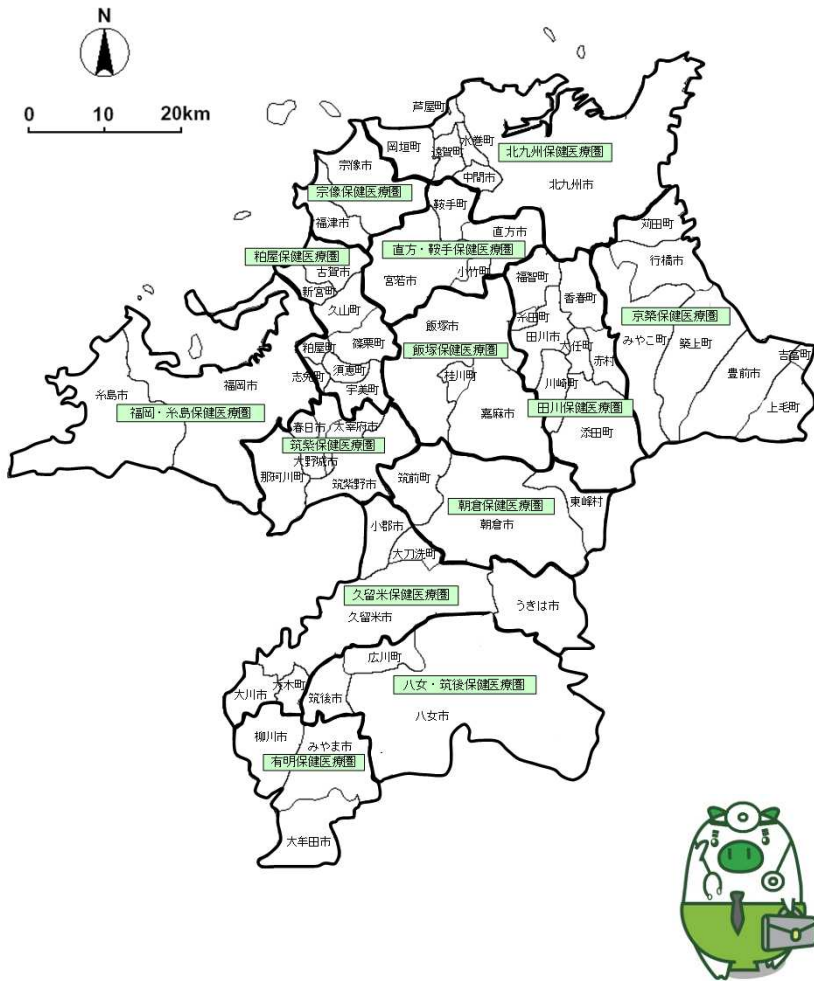 N
0 10 20km
芦屋町
岡垣町
遠賀町
水巻町
北九州保健医療圏
中間市
北九州市
宗像市
宗像保健医療圏
福津市
鞍手町
直方市
直方・鞍手保健医療圏
小竹町
宮若市
苅田町
行橋市
粕屋保健医療圏
古賀市
新宮町
久山町
福智町
香春町
糸田町
京築保健医療圏
飯塚市
田川市
大任町
みやこ町
築上町
吉富町
粕屋町
篠栗町
飯塚保健医療圏
赤村
豊前市
志免町
須恵町
桂川町
川崎町
上毛町
宇美町
嘉麻市
田川保健医療圏
添田町
糸島市
福岡市
福岡・糸島保健医療圏
春日市
太宰府市
筑紫保健医療圏
大野城市
那珂川町
筑紫野市
筑前町
東峰村
朝倉保健医療圏
朝倉市
小郡市
大刀洗町
久留米保健医療圏
うきは市
久留米市
広川町
八女・筑後保健医療圏
大川市
大木町
筑後市
八女市
柳川市
みやま市
有明保健医療圏
大牟田市